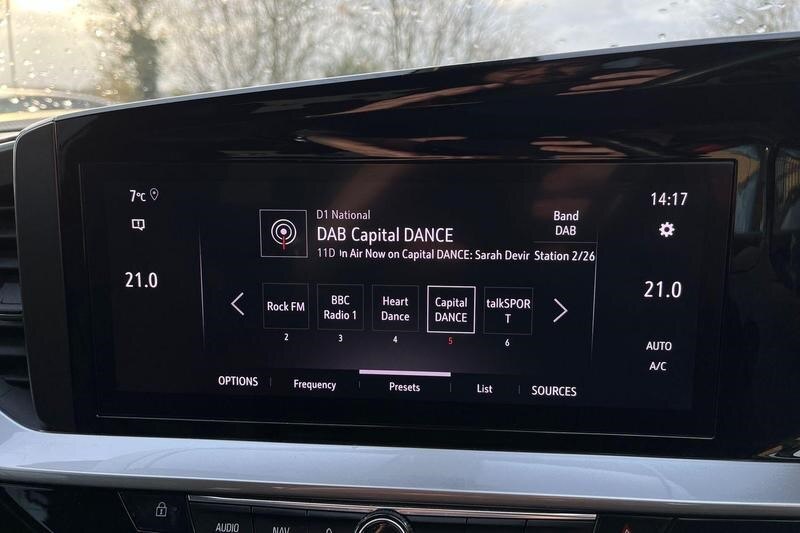 7°C
14:17
D1 National
DAB Capital DANCE
11D In Air Now on Capital DANCE: Sarah Devir
Band
DAB
Station 2/26
21.0
21.0
Rock FM
2
BBC
Radio 1
3
Heart
Dance
4
Capital
DANCE
5
talkSPOR
T
6
AUTO
A/C
OPTIONS
Frequency
Presets
List
SOURCES
AUDIO
NAV